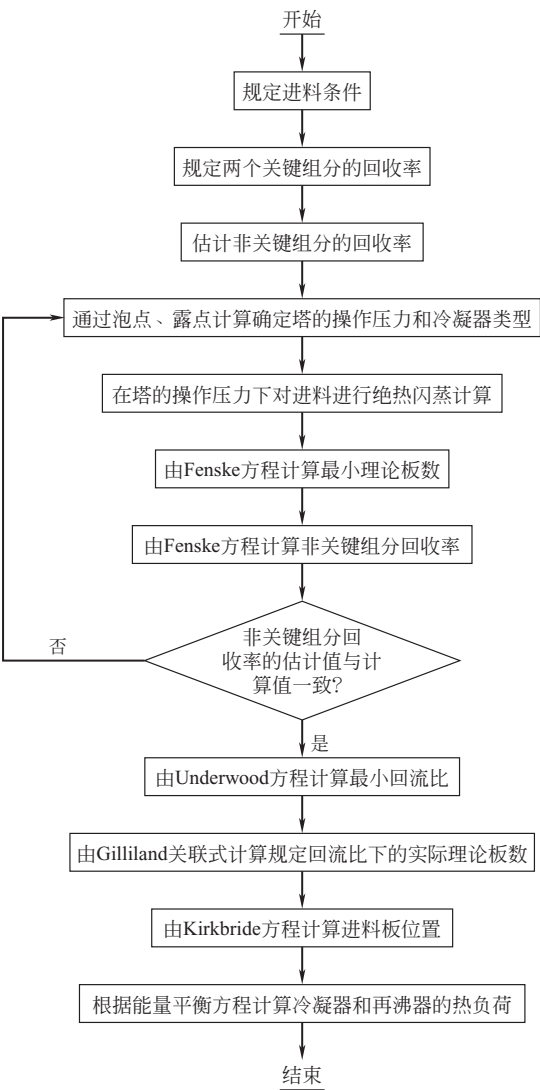 开始
规定进料条件
规定两个关键组分的回收率
估计非关键组分的回收率
通过泡点、露点计算确定塔的操作压力和冷凝器类型
在塔的操作压力下对进料进行绝热闪蒸计算
由Fenske方程计算最小理论板数
由Fenske方程计算非关键组分回收率
非关键组分回
收率的估计值与计
算值一致?
否
是
由Underwood方程计算最小回流比
由Gilliland关联式计算规定回流比下的实际理论板数
由Kirkbride方程计算进料板位置
根据能量平衡方程计算冷凝器和再沸器的热负荷
结束